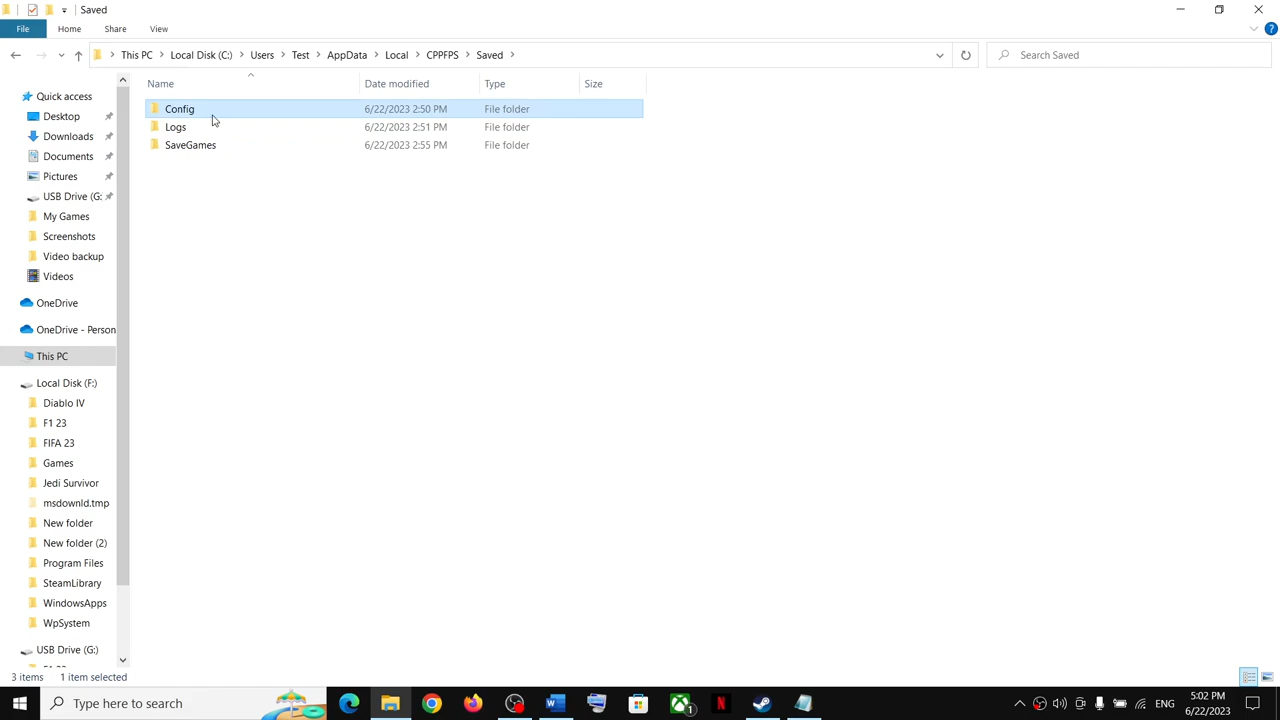 Saved
File Home Share View
This PC Local Disk (C:) Users Test AppData Local CPPFPS Saved Search Saved
Name Date modified Type Size
Config 6/22/2023 2:50 PM File folder
Logs 6/22/2023 2:51 PM File folder
SaveGames 6/22/2023 2:55 PM File folder
Quick access
Desktop
Downloads
Documents
Pictures
USB Drive (G:
My Games
Screenshots
Video backup
Videos
OneDrive
OneDrive - Person
This PC
Local Disk (F:)
Diablo IV
F1 23
FIFA 23
Games
Jedi Survivor
msdownld.tmp
New folder
New folder (2)
Program Files
SteamLibrary
WindowsApps
WpSystem
USB Drive (G:)
3 items 1 item selected
Type here to search
1
ENG
5:02 PM
6/22/2023